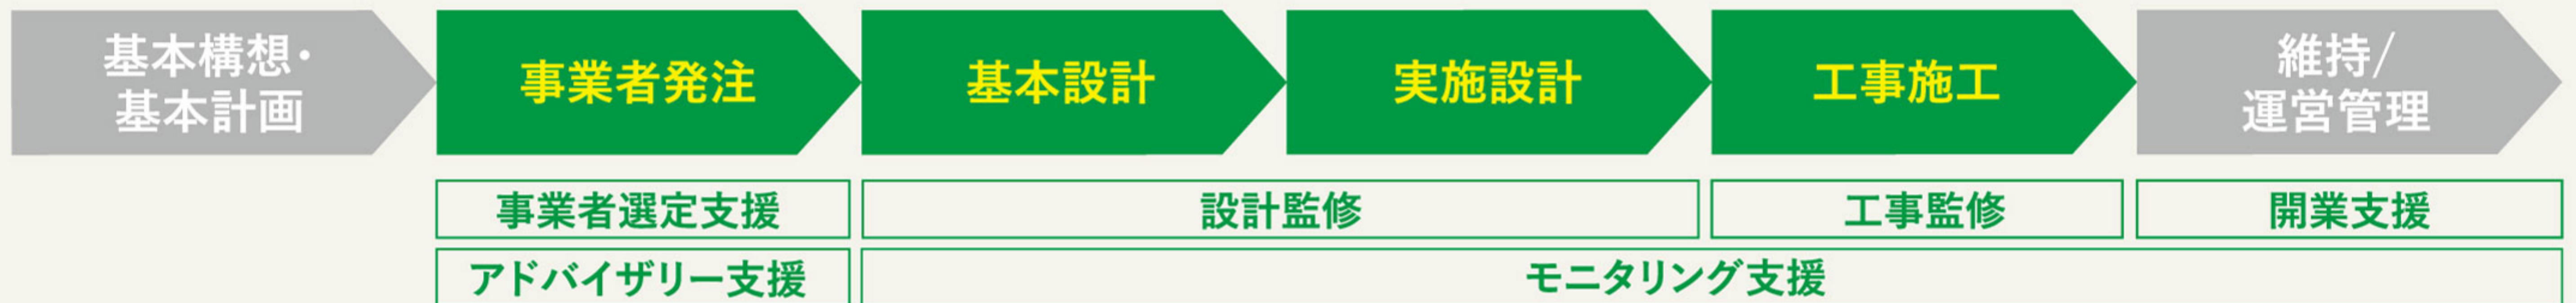 基本構想・
基本計画
事業者発注
基本設計
実施設計
工事施工
維持/
運営管理
事業者選定支援
設計監修
工事監修
開業支援
アドバイザリー支援
モニタリング支援